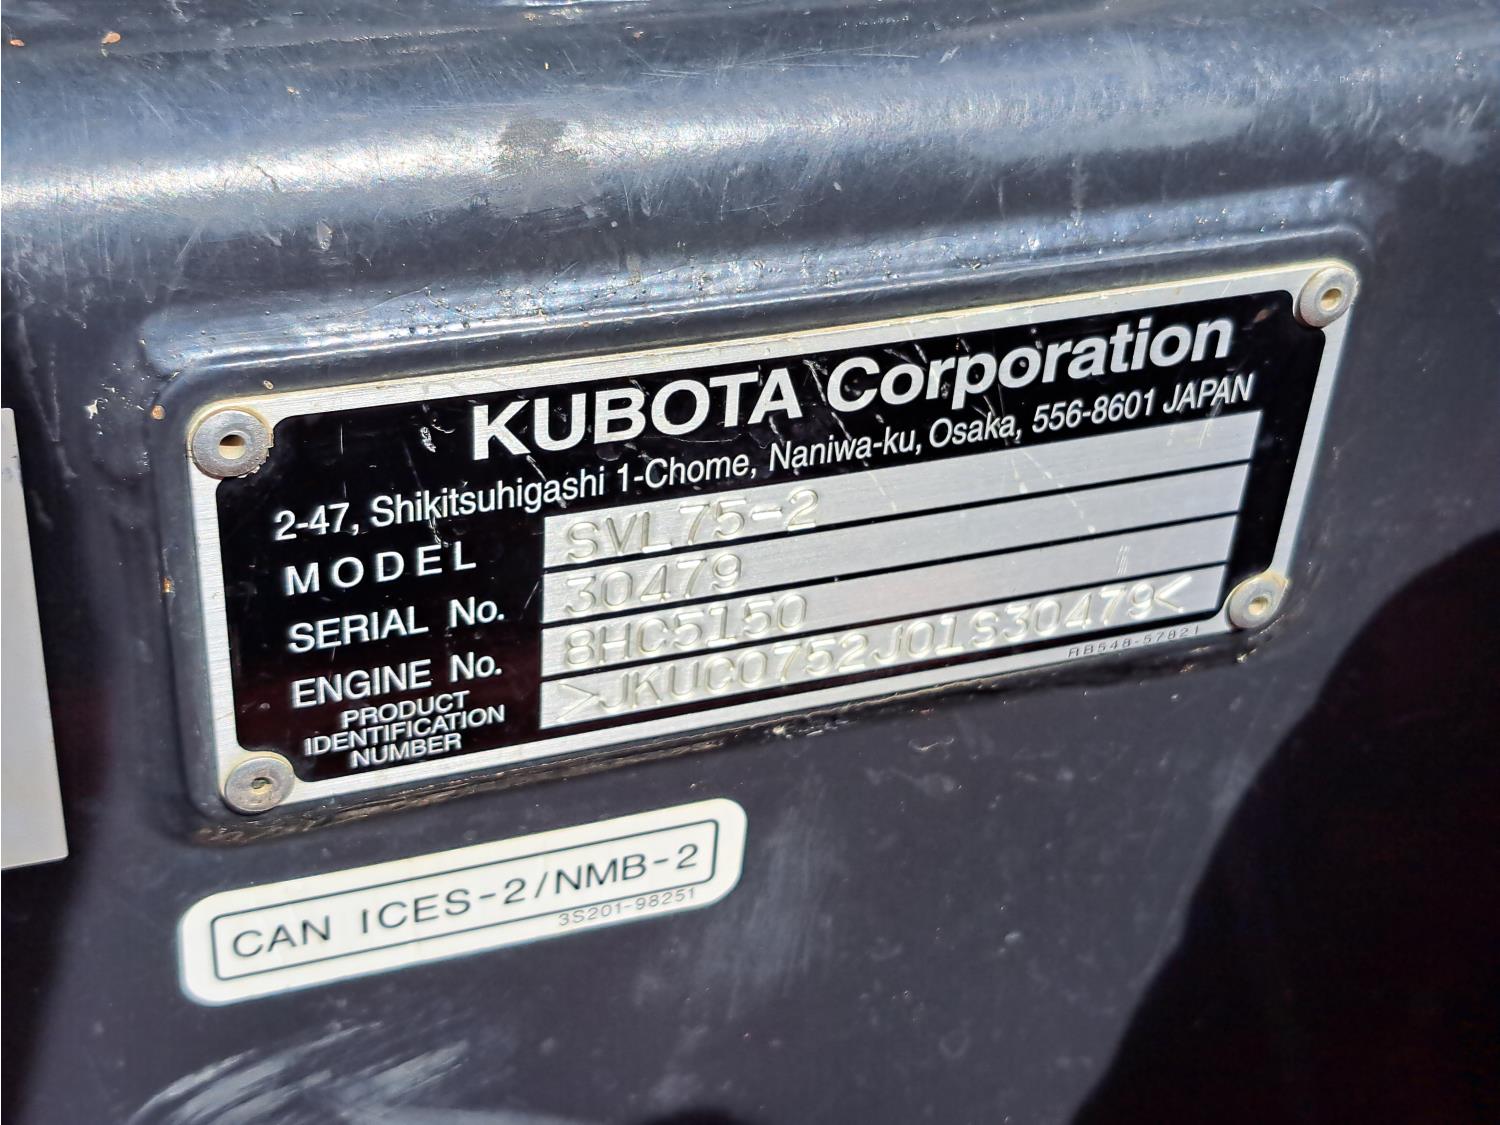 KUBOTA Corporation
2-47, Shikitsuhigashi 1-Chome, Naniwa-ku, Osaka, 556-8601 JAPAN
MODEL SVL75-2
SERIAL No. 30479
ENGINE No. 8HC5150
PRODUCT
IDENTIFICATION
NUMBER
>JKUC0752J01S30479<
RB548-57821
CAN ICES-2/NMB-2
3S201-98251